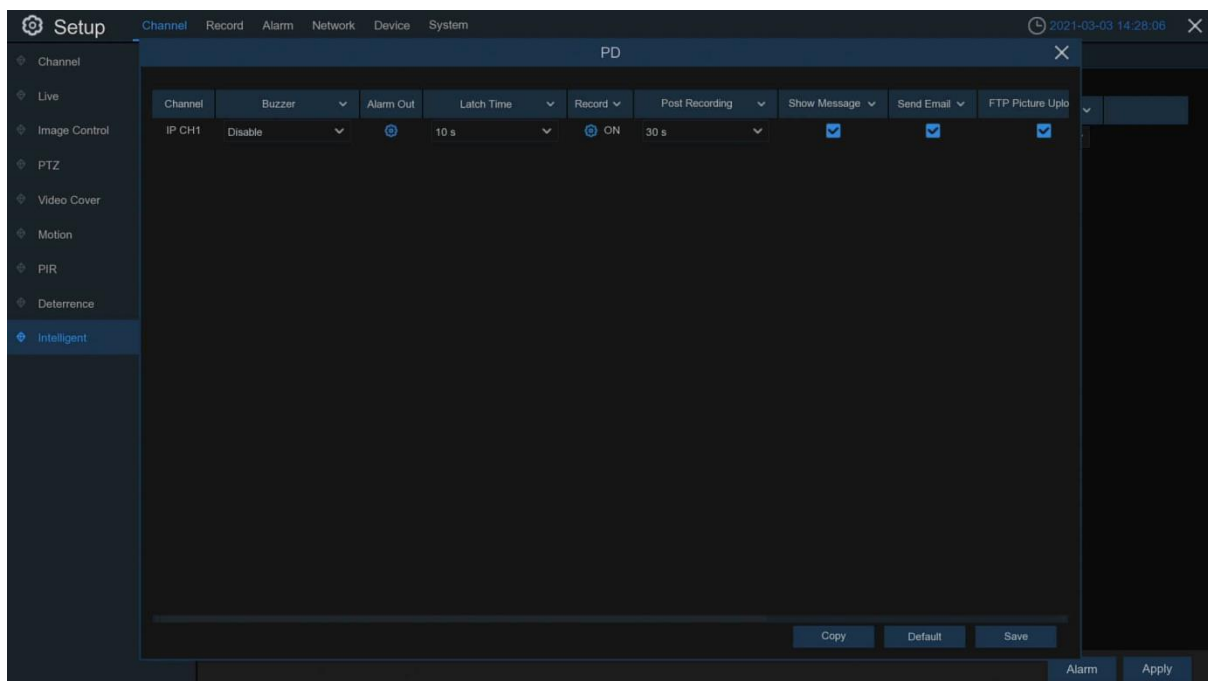 Setup Channel Record Alarm Network Device System 2021-03-03 14:28:06
PD
Channel
Live
Image Control
PTZ
Video Cover
Motion
PIR
Deterrence
Intelligent
Channel Buzzer Alarm Out Latch Time Record Post Recording Show Message Send Email FTP Picture Uplo
IP CH1 Disable 10 s ON 30 s
Copy Default Save
Alarm Apply